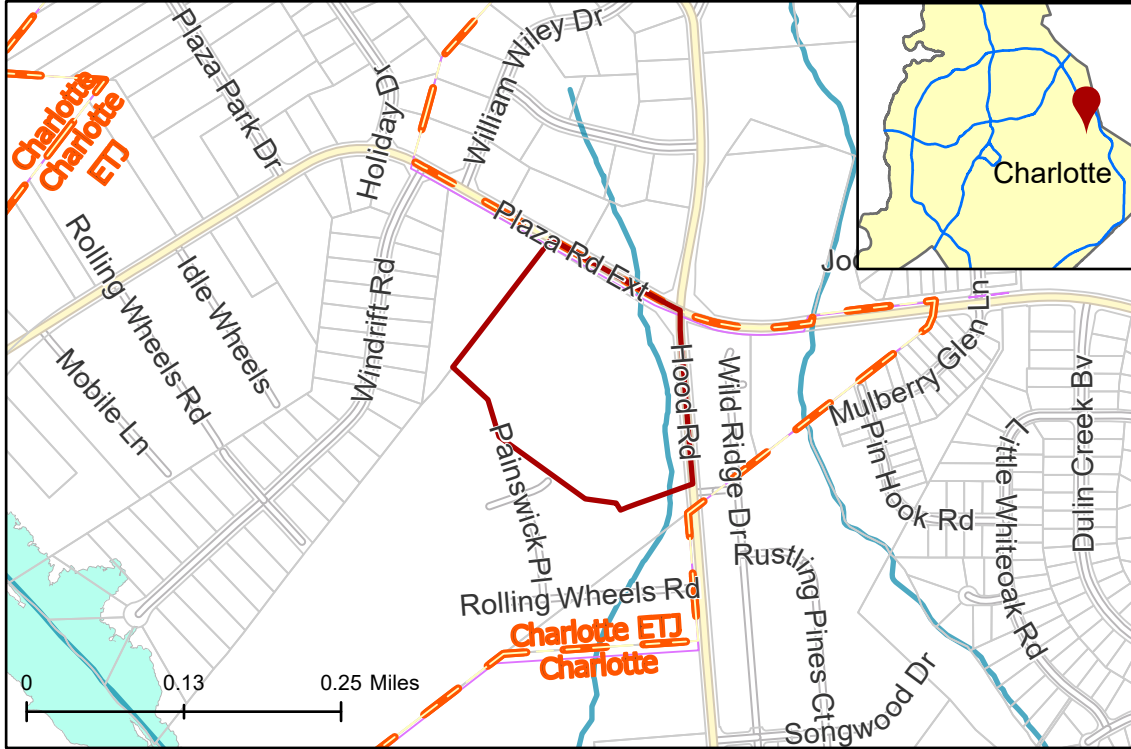 Plaza Park Dr
Holiday Dr
William Wiley Dr
Charlotte
Charlotte
ETJ
Charlotte
Plaza Rd Ext
Rolling Wheels Rd
Idle Wheels
Windrift Rd
Mobile Ln
Hood Rd
Wild Ridge Dr
Mulberry Glen Ln
Pin Hook Rd
Little Whiteoak Rd
Dulin Creek Bv
Painswick Pl
Rustling Pines Ct
Rolling Wheels Rd
Charlotte ETJ
Charlotte
Songwood Dr
0 0.13 0.25 Miles